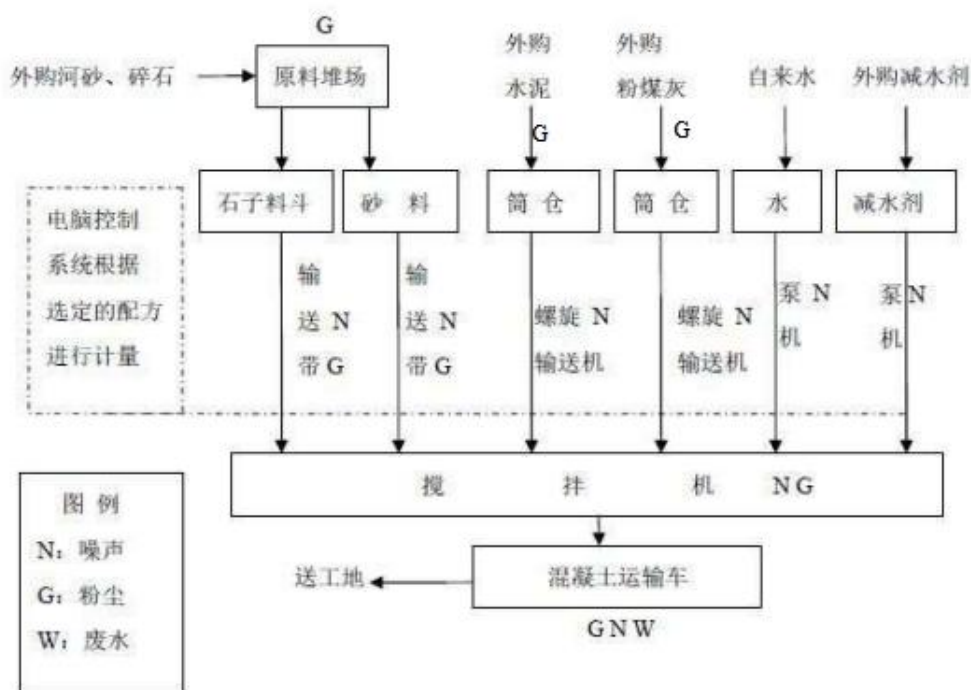 G
外购河砂、碎石
原料堆场
外购
水泥
G
外购
粉煤灰
G
自来水
外购减水剂
石子料斗
砂 料
筒 仓
筒 仓
水
减水剂
电脑控制
系统根据
选定的配方
进行计量
输
送 N
带 G
输
送 N
带 G
螺旋 N
输送机
螺旋 N
输送机
泵 N
机
泵 N
机
搅 拌 机 N G
图 例
N：噪声
G：粉尘
W：废水
送工地
混凝土运输车
G N W